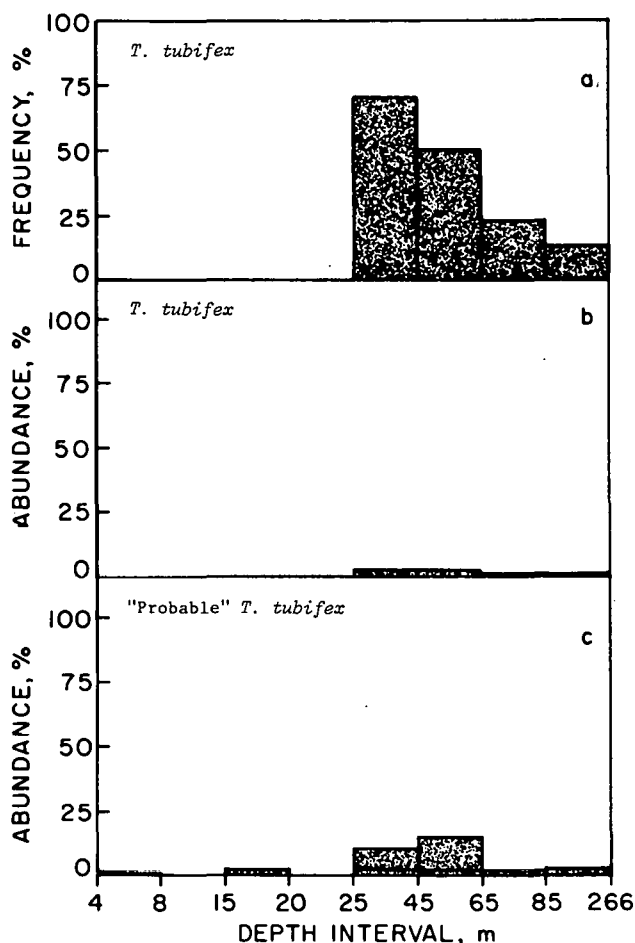 FREQUENCY, %
100
75
50
25
0
T. tubifex
a
ABUNDANCE, %
100
75
50
25
0
T. tubifex
b
ABUNDANCE, %
100
75
50
25
0
"Probable" T. tubifex
c
4 8 15 20 25 45 65 85 266
DEPTH INTERVAL, m